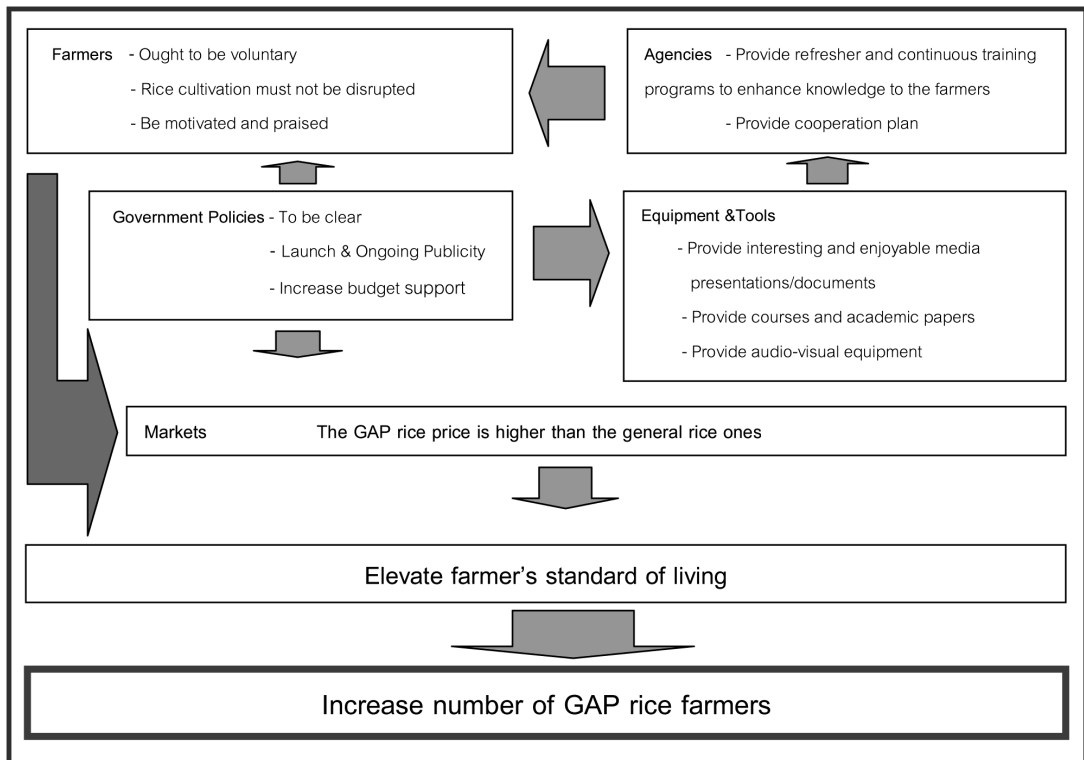 Farmers - Ought to be voluntary
- Rice cultivation must not be disrupted
- Be motivated and praised
Agencies - Provide refresher and continuous training
programs to enhance knowledge to the farmers
- Provide cooperation plan
Government Policies - To be clear
- Launch & Ongoing Publicity
- Increase budget support
Equipment &Tools
- Provide interesting and enjoyable media
presentations/documents
- Provide courses and academic papers
- Provide audio-visual equipment
Markets The GAP rice price is higher than the general rice ones
Elevate farmer's standard of living
Increase number of GAP rice farmers